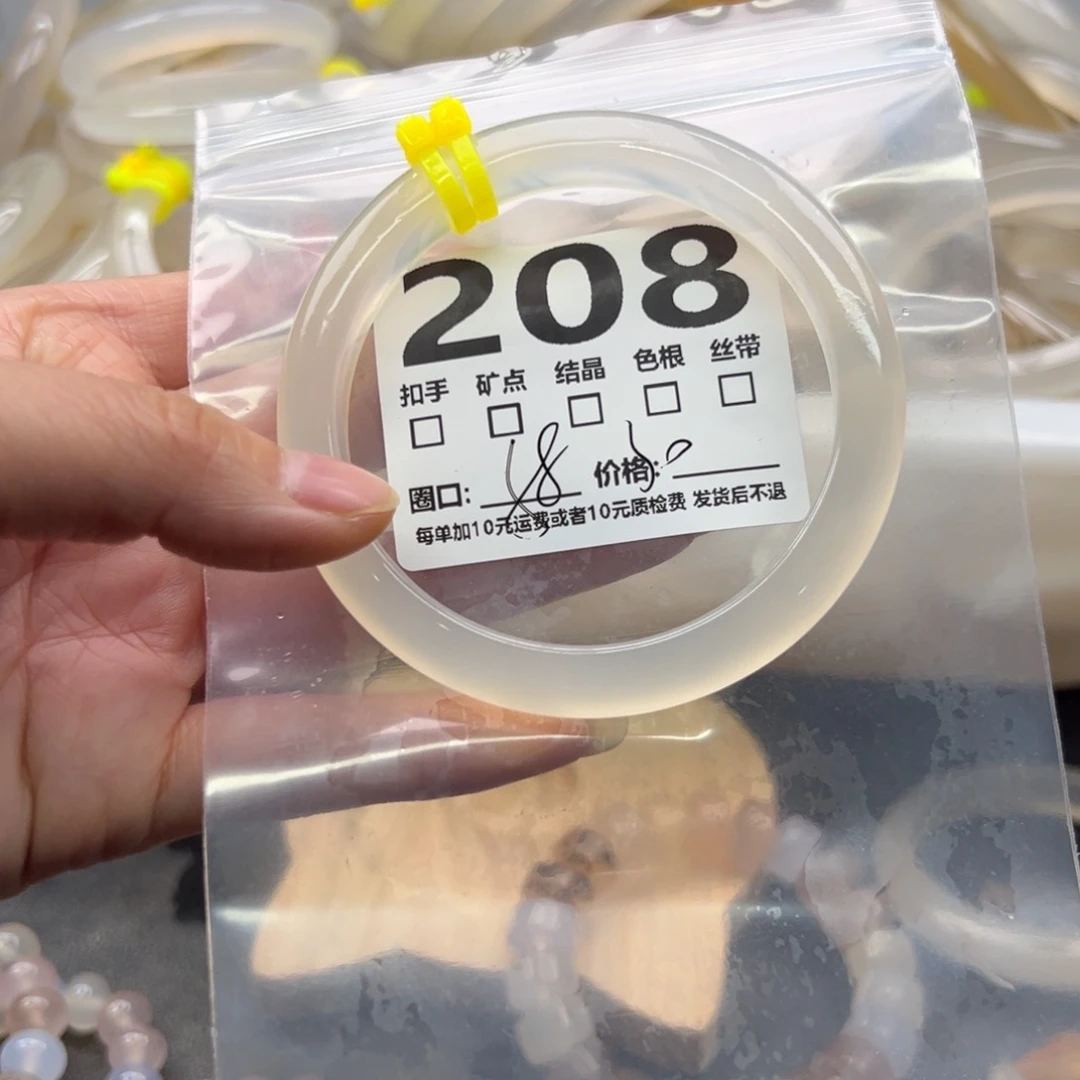 208
扣手 矿点 结晶 色根 丝带
圈口: 价格:
每单加10元运费或者10元质检费 发货后不退